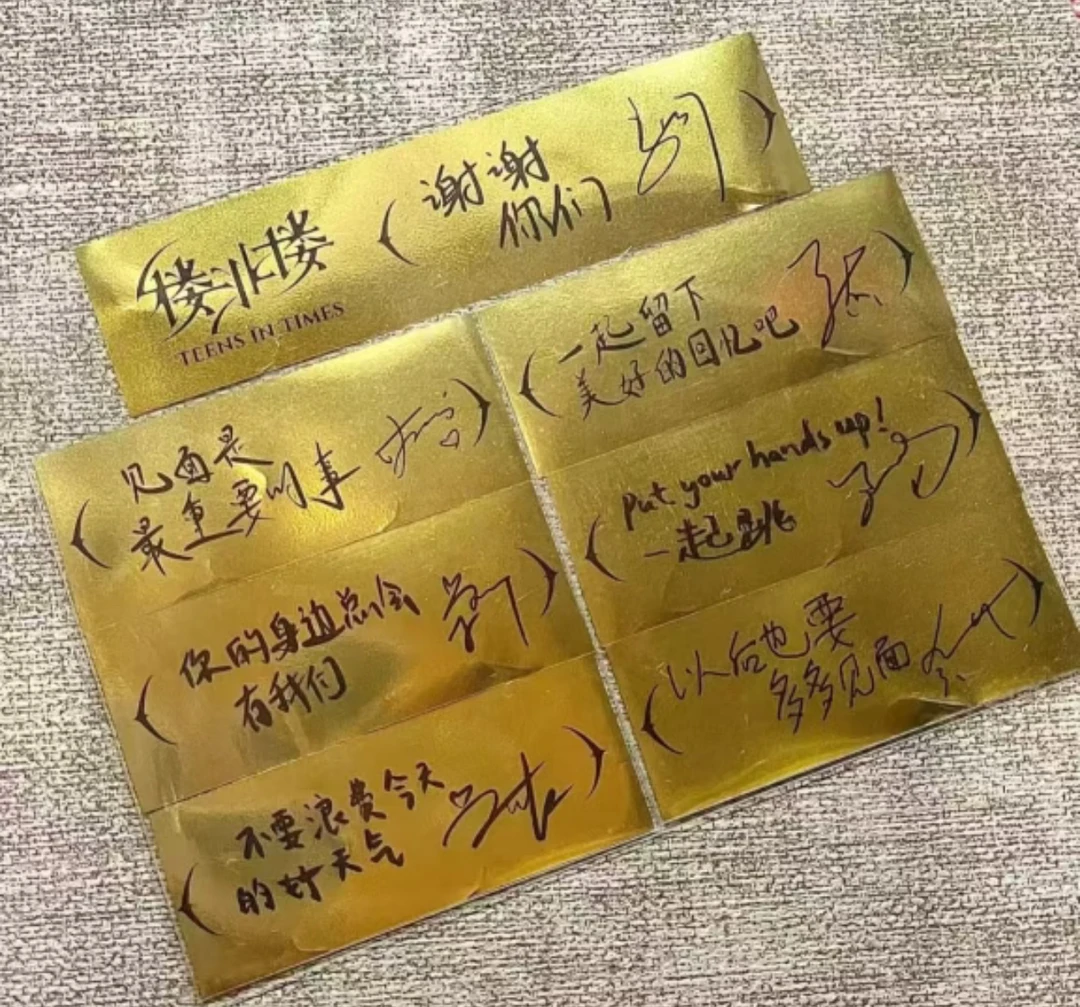 楼北楼
TEENS IN TIMES
谢谢
你们
见面是
最重要的事
你的身边总会
有我们
不要浪费今天
的好天气
一起留下
美好的回忆吧
put your hands up!
一起跳
以后也要
多多见面